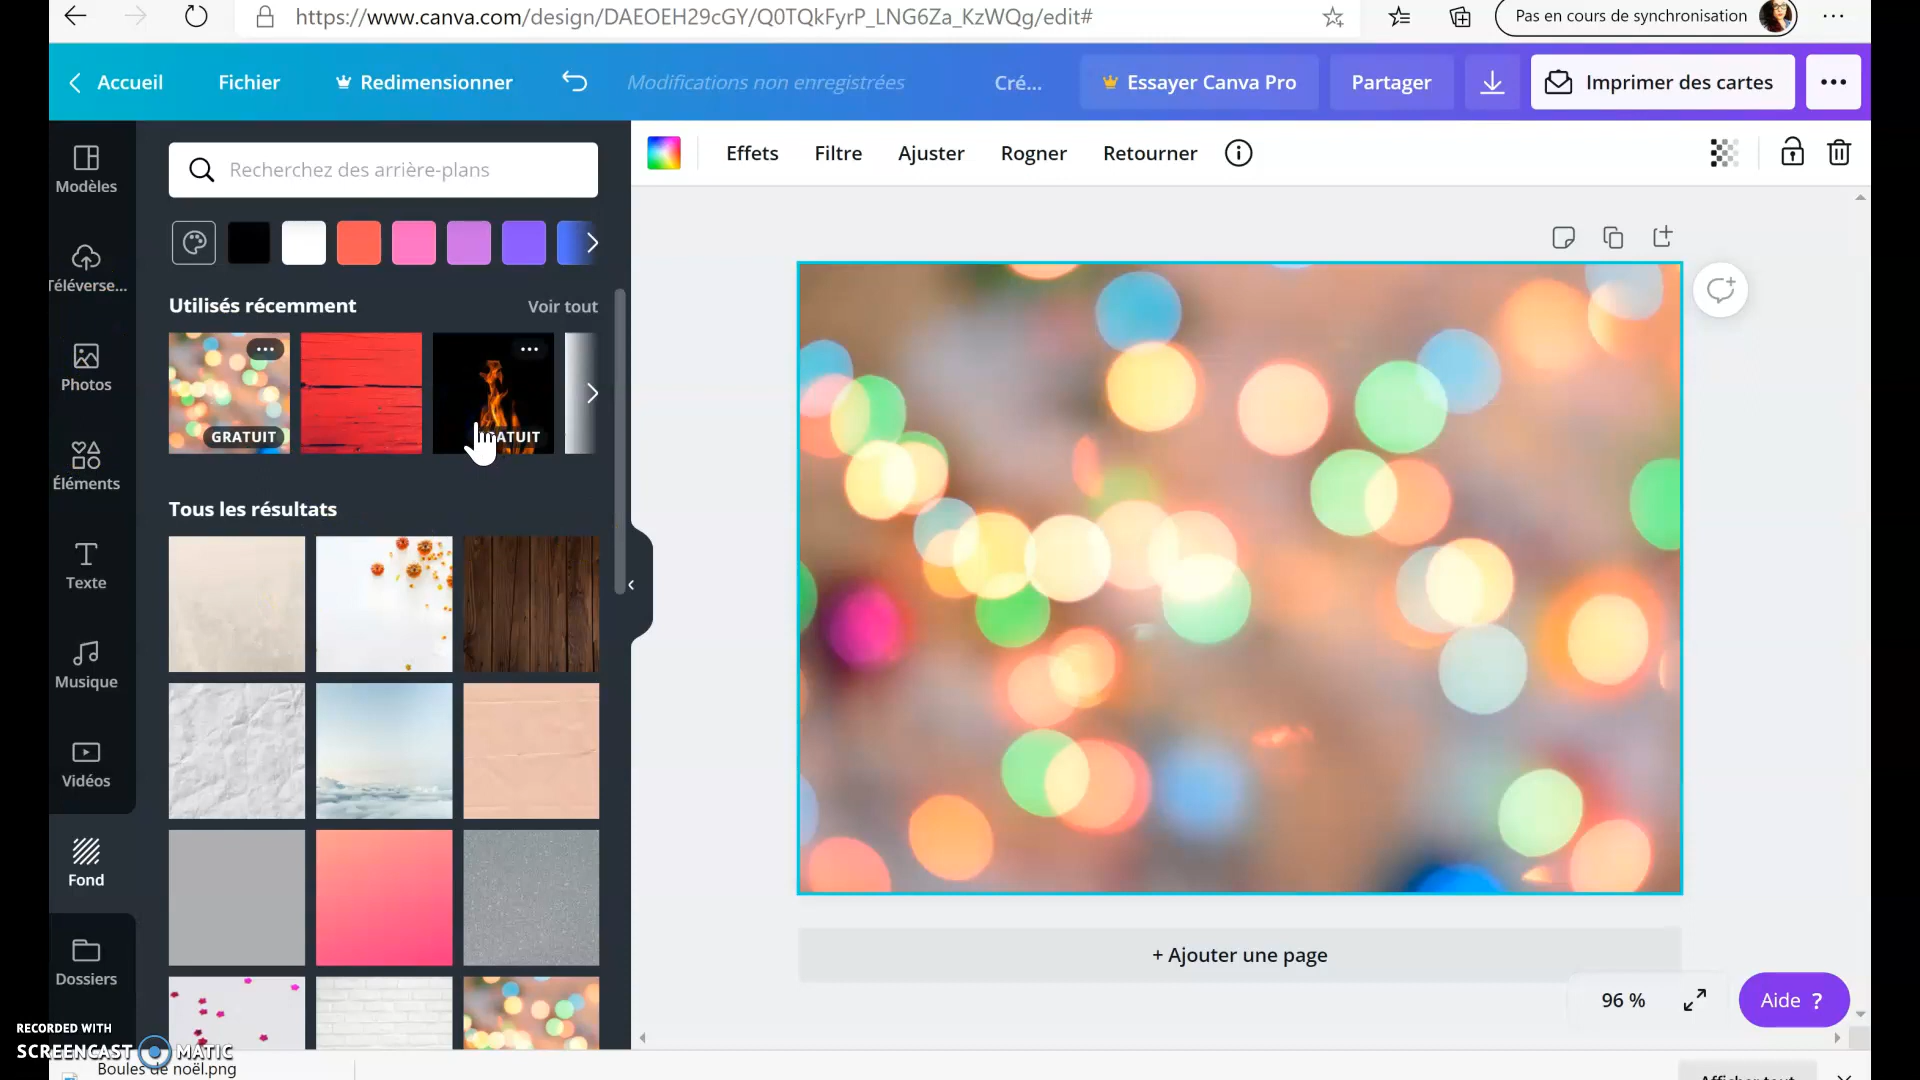 https://www.canva.com/design/DAEOEH29cGY/Q0TQkFyrP_LNG6Za_KzWQg/edit#
Pas en cours de synchronisation
Accueil
Fichier
Redimensionner
Modifications non enregistrées
Cré...
Essayer Canva Pro
Partager
Imprimer des cartes
Modèles
Téléverse...
Photos
Éléments
Texte
Musique
Vidéos
Fond
Dossiers
Recherchez des arrière-plans
Utilisés récemment
Voir tout
GRATUIT
ATUIT
Tous les résultats
Effets
Filtre
Ajuster
Rogner
Retourner
+ Ajouter une page
96 %
Aide ?
RECORDED WITH
SCREENCAST MATIC
Boules de noël.png
Afficher tout